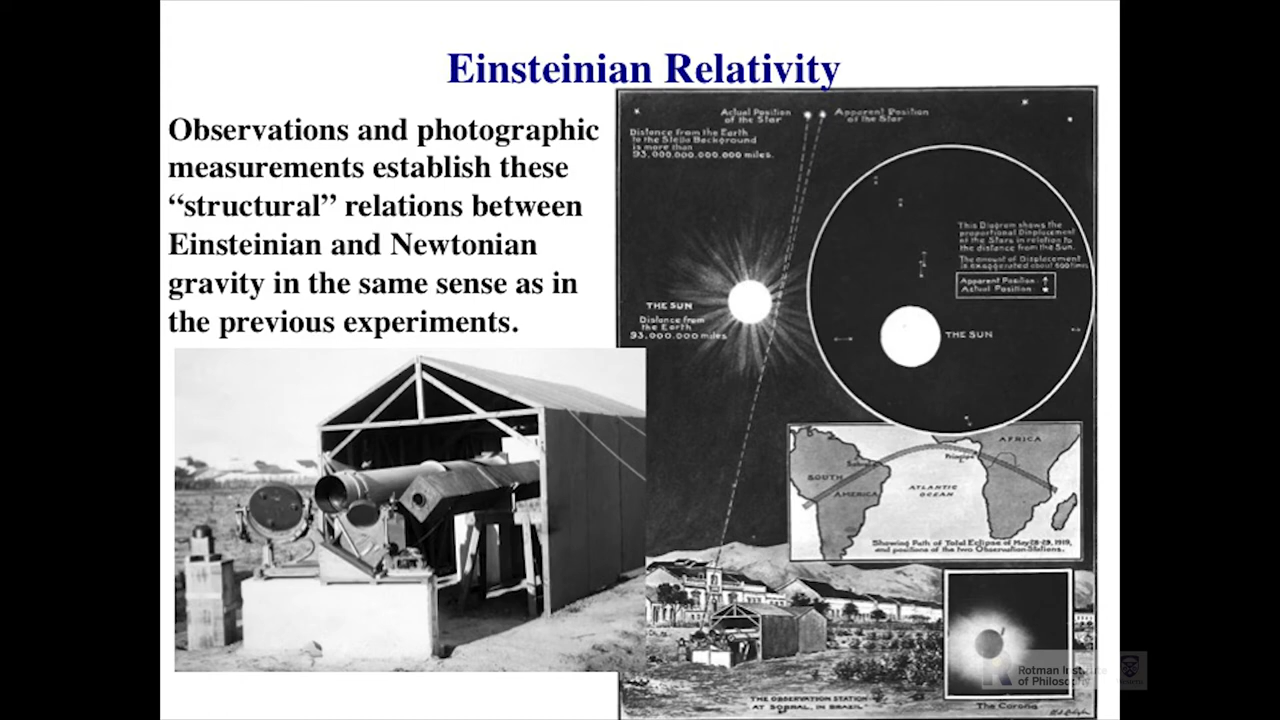 Einsteinian Relativity
Observations and photographic
measurements establish these
“structural” relations between
Einsteinian and Newtonian
gravity in the same sense as in
the previous experiments.
Actual Position
of the Star
Apparent Position
of the Star
Distance from the Earth
to the Stella Background
is more than
93,000,000,000,000 miles.
This Diagram shows the
proportional Displacement
of the Stars in relation to
the distance from the Sun.
The amount of Displacement
is exaggerated about 600 times
Apparent Position
Actual Position
THE SUN
Distance from
the Earth
93,000,000 miles
THE SUN
AFRICA
Sobral
Principe
SOUTH
AMERICA
ATLANTIC
OCEAN
Showing Path of Total Eclipse of May 28-29, 1919,
and positions of the two Observation Stations.
THE OBSERVATION STATION
AT SOBRAL, IN BRAZIL
The Corona
Rotman Institute
of Philosophy